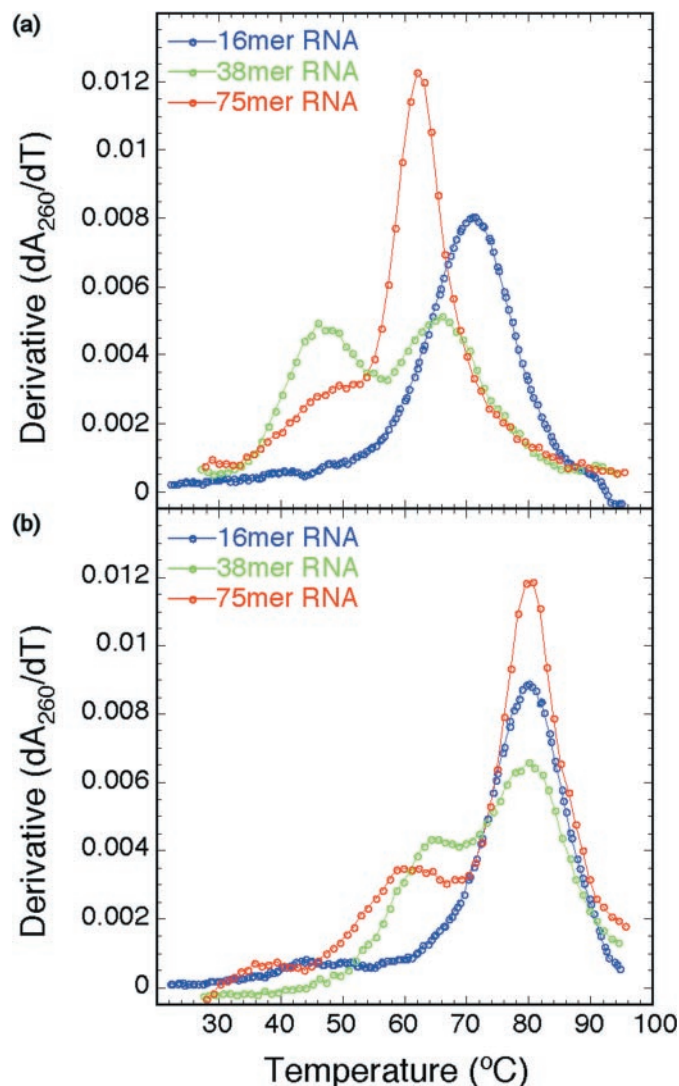 (a)
16mer RNA
38mer RNA
75mer RNA
0.012
0.01
0.008
0.006
0.004
0.002
0
Derivative (dA260/dT)
(b)
16mer RNA
38mer RNA
75mer RNA
0.012
0.01
0.008
0.006
0.004
0.002
0
Derivative (dA260/dT)
30 40 50 60 70 80 90 100
Temperature (ºC)